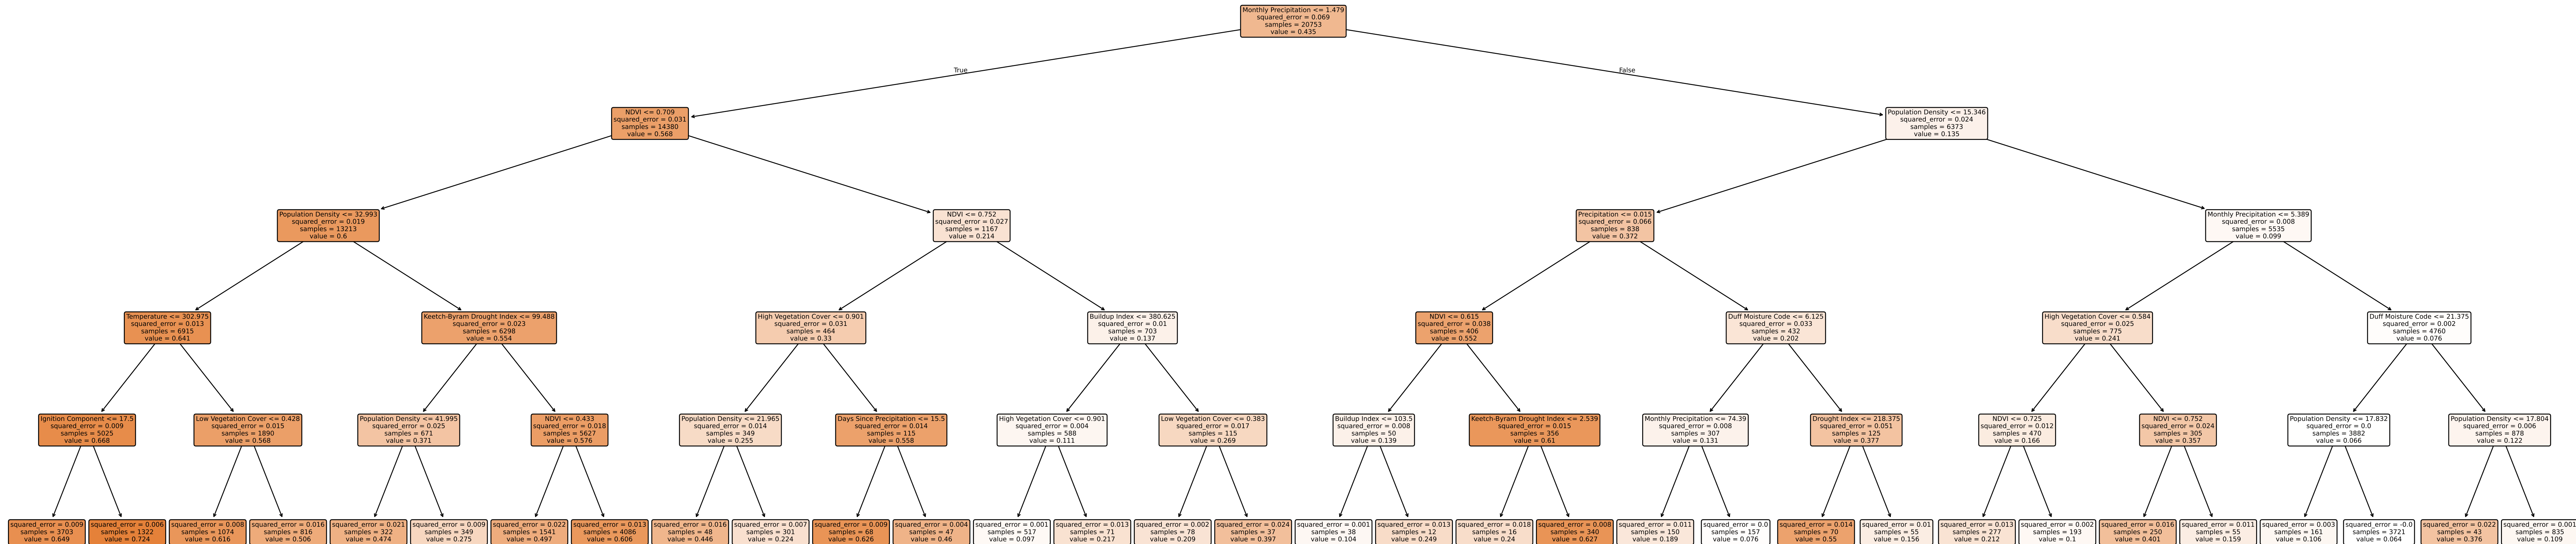 Monthly Precipitation <= 1.479
squared_error = 0.069
samples = 20753
value = 0.435
True
False
NDVI <= 0.709
squared_error = 0.031
samples = 14380
value = 0.568
Population Density <= 15.346
squared_error = 0.024
samples = 6373
value = 0.135
Population Density <= 32.993
squared_error = 0.019
samples = 13213
value = 0.6
NDVI <= 0.752
squared_error = 0.027
samples = 1167
value = 0.214
Precipitation <= 0.015
squared_error = 0.066
samples = 838
value = 0.372
Monthly Precipitation <= 5.389
squared_error = 0.008
samples = 5535
value = 0.099
Temperature <= 302.975
squared_error = 0.013
samples = 6915
value = 0.641
Keetch-Byram Drought Index <= 99.488
squared_error = 0.023
samples = 6298
value = 0.554
High Vegetation Cover <= 0.901
squared_error = 0.031
samples = 464
value = 0.33
Buildup Index <= 380.625
squared_error = 0.01
samples = 703
value = 0.137
NDVI <= 0.615
squared_error = 0.038
samples = 406
value = 0.552
Duff Moisture Code <= 6.125
squared_error = 0.033
samples = 432
value = 0.202
High Vegetation Cover <= 0.584
squared_error = 0.025
samples = 775
value = 0.241
Duff Moisture Code <= 21.375
squared_error = 0.002
samples = 4760
value = 0.076
Ignition Component <= 17.5
squared_error = 0.009
samples = 5025
value = 0.668
Low Vegetation Cover <= 0.428
squared_error = 0.015
samples = 1890
value = 0.568
Population Density <= 41.995
squared_error = 0.025
samples = 671
value = 0.371
NDVI <= 0.433
squared_error = 0.018
samples = 5627
value = 0.576
Population Density <= 21.965
squared_error = 0.014
samples = 349
value = 0.255
Days Since Precipitation <= 15.5
squared_error = 0.014
samples = 115
value = 0.558
High Vegetation Cover <= 0.901
squared_error = 0.004
samples = 588
value = 0.111
Low Vegetation Cover <= 0.383
squared_error = 0.017
samples = 115
value = 0.269
Buildup Index <= 103.5
squared_error = 0.008
samples = 50
value = 0.139
Keetch-Byram Drought Index <= 2.539
squared_error = 0.015
samples = 356
value = 0.61
Monthly Precipitation <= 74.39
squared_error = 0.008
samples = 307
value = 0.131
Drought Index <= 218.375
squared_error = 0.051
samples = 125
value = 0.377
NDVI <= 0.725
squared_error = 0.012
samples = 470
value = 0.166
NDVI <= 0.752
squared_error = 0.024
samples = 305
value = 0.357
Population Density <= 17.832
squared_error = 0.0
samples = 3882
value = 0.066
Population Density <= 17.804
squared_error = 0.006
samples = 878
value = 0.122
squared_error = 0.009
samples = 3703
value = 0.649
squared_error = 0.006
samples = 1322
value = 0.724
squared_error = 0.008
samples = 1074
value = 0.616
squared_error = 0.016
samples = 816
value = 0.506
squared_error = 0.021
samples = 322
value = 0.474
squared_error = 0.009
samples = 349
value = 0.275
squared_error = 0.022
samples = 1541
value = 0.497
squared_error = 0.013
samples = 4086
value = 0.606
squared_error = 0.016
samples = 48
value = 0.446
squared_error = 0.007
samples = 301
value = 0.224
squared_error = 0.009
samples = 68
value = 0.626
squared_error = 0.004
samples = 47
value = 0.46
squared_error = 0.001
samples = 517
value = 0.097
squared_error = 0.013
samples = 71
value = 0.217
squared_error = 0.002
samples = 78
value = 0.209
squared_error = 0.024
samples = 37
value = 0.397
squared_error = 0.001
samples = 38
value = 0.104
squared_error = 0.013
samples = 12
value = 0.249
squared_error = 0.018
samples = 16
value = 0.24
squared_error = 0.008
samples = 340
value = 0.627
squared_error = 0.011
samples = 150
value = 0.189
squared_error = 0.0
samples = 157
value = 0.076
squared_error = 0.014
samples = 70
value = 0.55
squared_error = 0.01
samples = 55
value = 0.156
squared_error = 0.013
samples = 277
value = 0.212
squared_error = 0.002
samples = 193
value = 0.1
squared_error = 0.016
samples = 250
value = 0.401
squared_error = 0.011
samples = 55
value = 0.159
squared_error = 0.003
samples = 161
value = 0.106
squared_error = -0.0
samples = 3721
value = 0.064
squared_error = 0.022
samples = 43
value = 0.376
squared_error = 0.001
samples = 835
value = 0.109